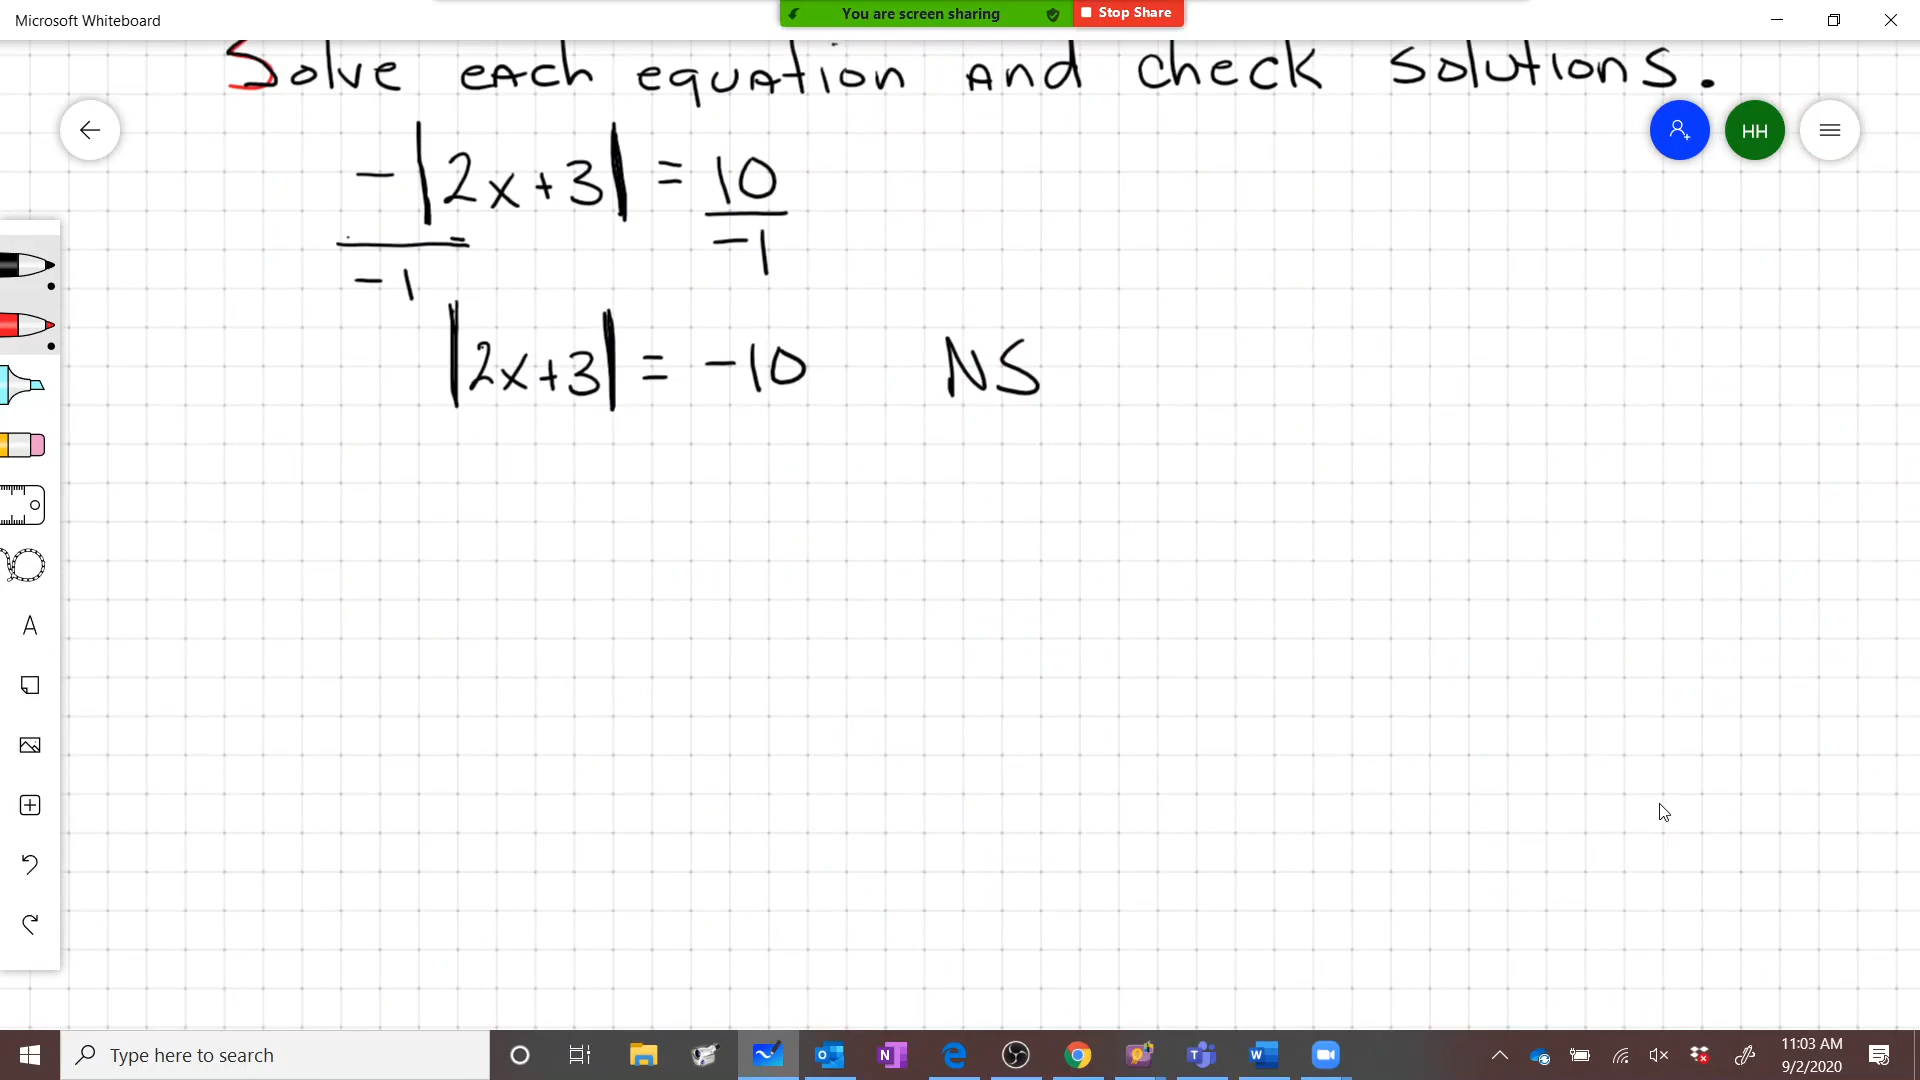 Microsoft Whiteboard
You are screen sharing
Stop Share
Solve each equation and check solutions.
HH
-|2x+3| = 10
-1 -1
|2x+3| = -10 NS
A
Type here to search
11:03 AM
9/2/2020